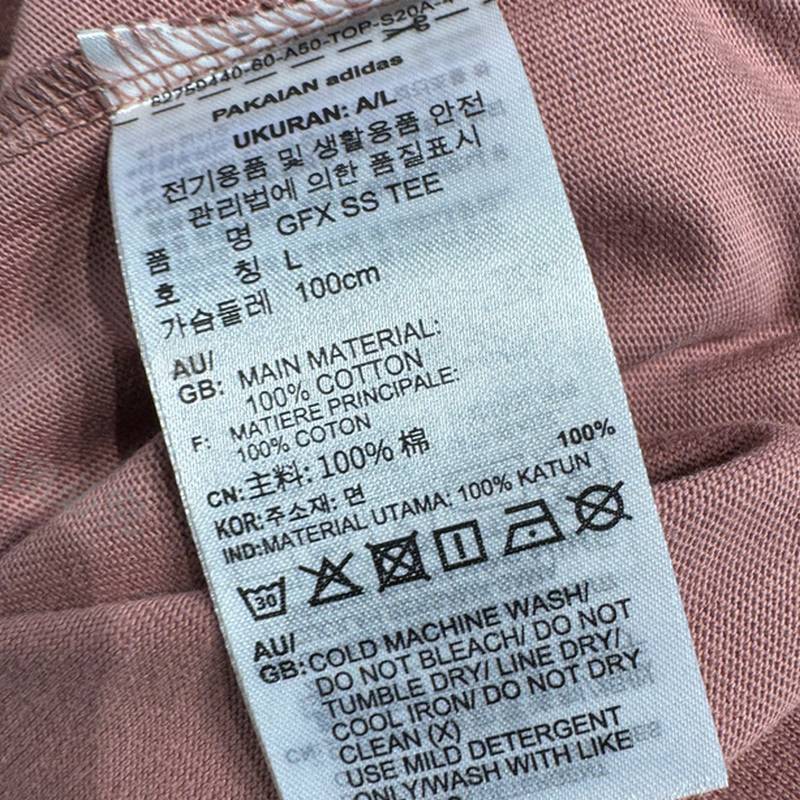 PAKAIAN adidas
UKURAN: A/L
전기용품 및 생활용품 안전
관리법에 의한 품질표시
품 명 GFX SS TEE
호 칭 L
가슴둘레 100cm
AU/
GB: MAIN MATERIAL:
100% COTTON
F: MATIERE PRINCIPALE:
100% COTON
CN:主料: 100% 棉
KOR:주소재: 면 100%
IND:MATERIAL UTAMA: 100% KATUN
30
AU/
GB:COLD MACHINE WASH/
DO NOT BLEACH/ DO NOT
TUMBLE DRY/ LINE DRY/
COOL IRON/ DO NOT DRY
CLEAN (X)
USE MILD DETERGENT
ONLY/WASH WITH LIKE